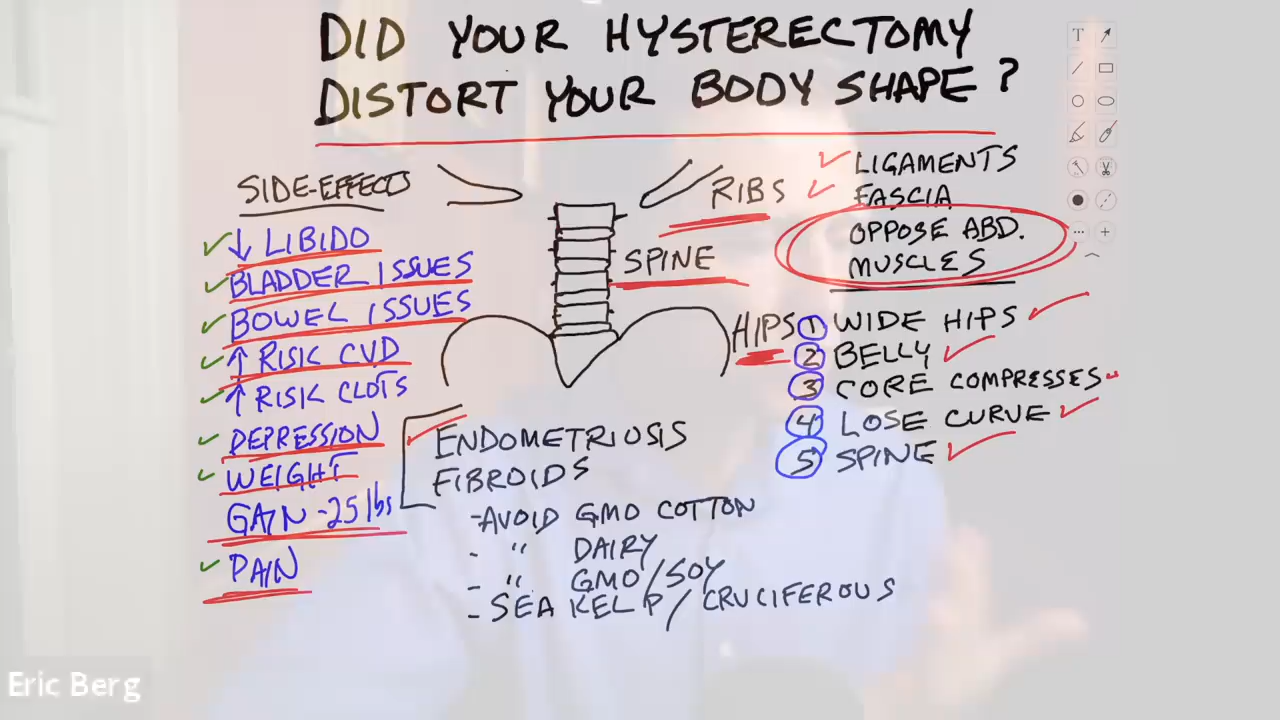 DID YOUR HYSTERECTOMY
DISTORT YOUR BODY SHAPE?
SIDE-EFFECTS
↓ LIBIDO
BLADDER ISSUES
BOWEL ISSUES
↑ RISK CVD
↑ RISK CLOTS
DEPRESSION
WEIGHT
GAIN -25 lbs
PAIN
RIBS
SPINE
HIPS
LIGAMENTS
FASCIA
OPPOSE ABD.
MUSCLES
1 WIDE HIPS
2 BELLY
3 CORE COMPRESSES
4 LOSE CURVE
5 SPINE
ENDOMETRIOSIS
FIBROIDS
-AVOID GMO COTTON
- " DAIRY
- " GMO/SOY
- SEA KELP/CRUCIFEROUS
T
Eric Berg